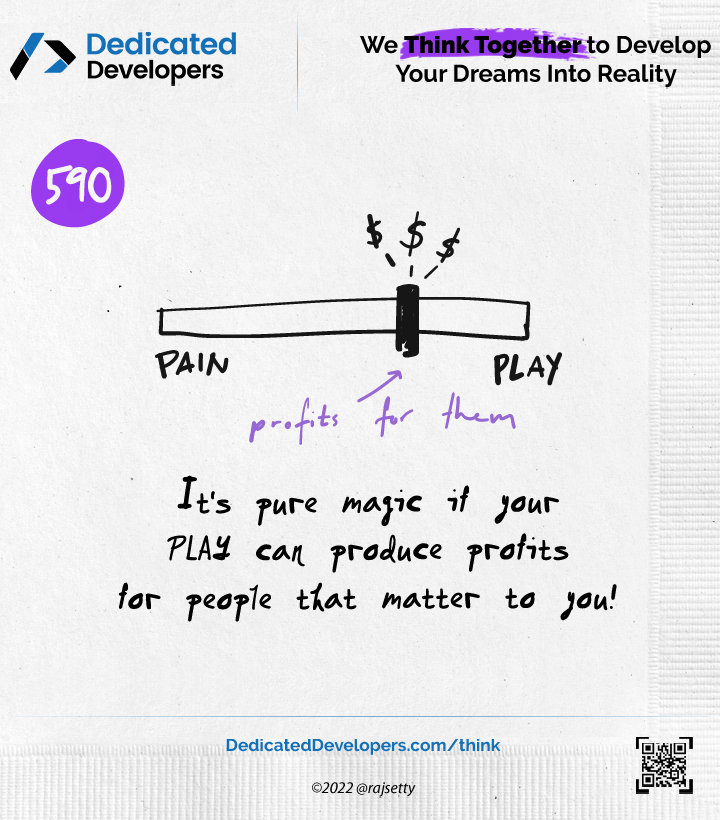 Dedicated
Developers
We Think Together to Develop
Your Dreams Into Reality
590
$ $ $
PAIN
PLAY
profits for them
It's pure magic if your
PLAY can produce profits
for people that matter to you!
DedicatedDevelopers.com/think
©2022 @rajsetty